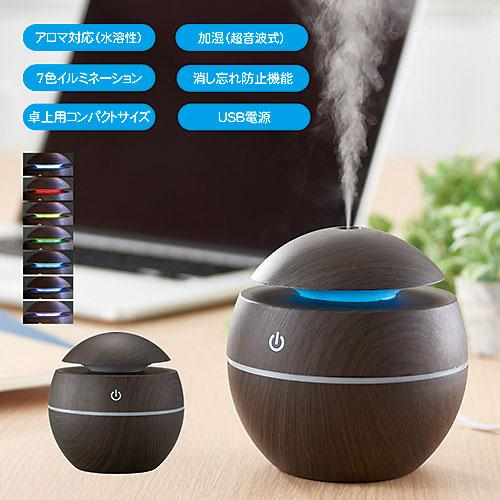 アロマ対応（水溶性）
加湿（超音波式）
7色イルミネーション
消し忘れ防止機能
卓上用コンパクトサイズ
USB電源